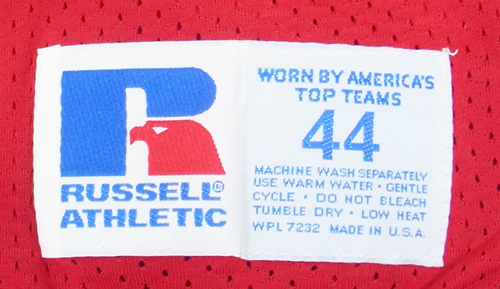 RUSSELL®
ATHLETIC
WORN BY AMERICA'S
TOP TEAMS
44
MACHINE WASH SEPARATELY
USE WARM WATER • GENTLE
CYCLE • DO NOT BLEACH
TUMBLE DRY • LOW HEAT
WPL 7232 MADE IN U.S.A.